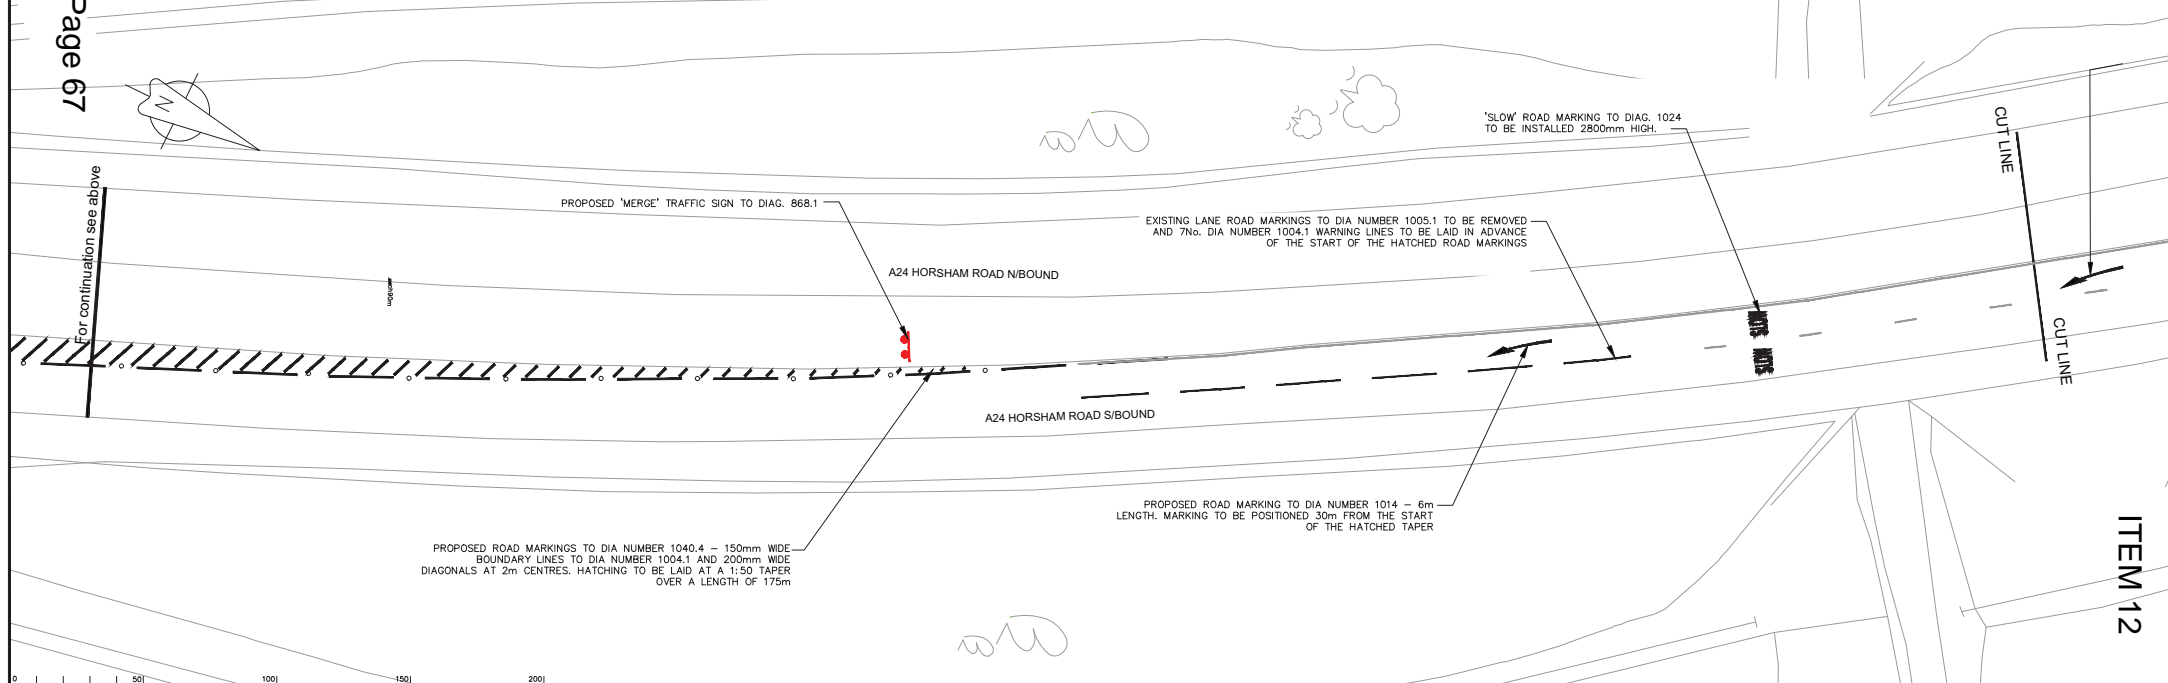 Page 67
N
For continuation see above
PROPOSED 'MERGE' TRAFFIC SIGN TO DIAG. 868.1
'SLOW' ROAD MARKING TO DIAG. 1024
TO BE INSTALLED 2800mm HIGH.
CUT LINE
EXISTING LANE ROAD MARKINGS TO DIA NUMBER 1005.1 TO BE REMOVED
AND 7No. DIA NUMBER 1004.1 WARNING LINES TO BE LAID IN ADVANCE
OF THE START OF THE HATCHED ROAD MARKINGS
A24 HORSHAM ROAD N/BOUND
CUT LINE
A24 HORSHAM ROAD S/BOUND
PROPOSED ROAD MARKING TO DIA NUMBER 1014 – 6m
LENGTH. MARKING TO BE POSITIONED 30m FROM THE START
OF THE HATCHED TAPER
PROPOSED ROAD MARKINGS TO DIA NUMBER 1040.4 – 150mm WIDE
BOUNDARY LINES TO DIA NUMBER 1004.1 AND 200mm WIDE
DIAGONALS AT 2m CENTRES. HATCHING TO BE LAID AT A 1:50 TAPER
OVER A LENGTH OF 175m
ITEM 12
0 50 100 150 200